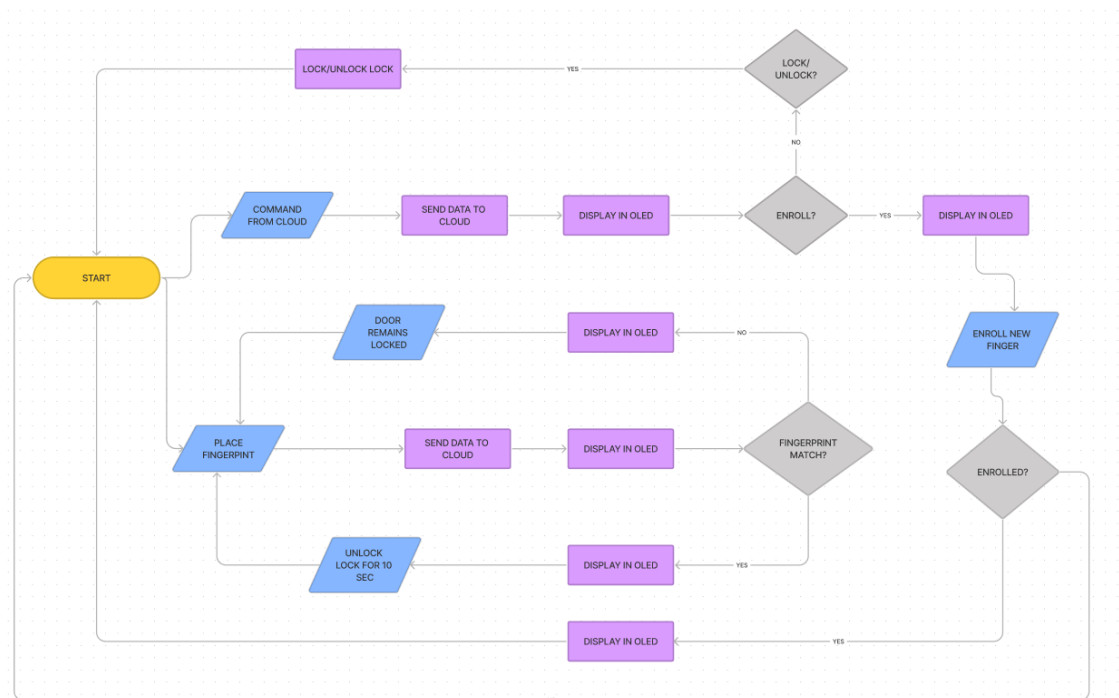 LOCK/UNLOCK LOCK
YES
LOCK/
UNLOCK?
NO
COMMAND
FROM CLOUD
SEND DATA TO
CLOUD
DISPLAY IN OLED
ENROLL?
YES
DISPLAY IN OLED
START
DOOR
REMAINS
LOCKED
DISPLAY IN OLED
NO
ENROLL NEW
FINGER
PLACE
FINGERPINT
SEND DATA TO
CLOUD
DISPLAY IN OLED
FINGERPRINT
MATCH?
ENROLLED?
UNLOCK
LOCK FOR 10
SEC
DISPLAY IN OLED
YES
DISPLAY IN OLED
YES